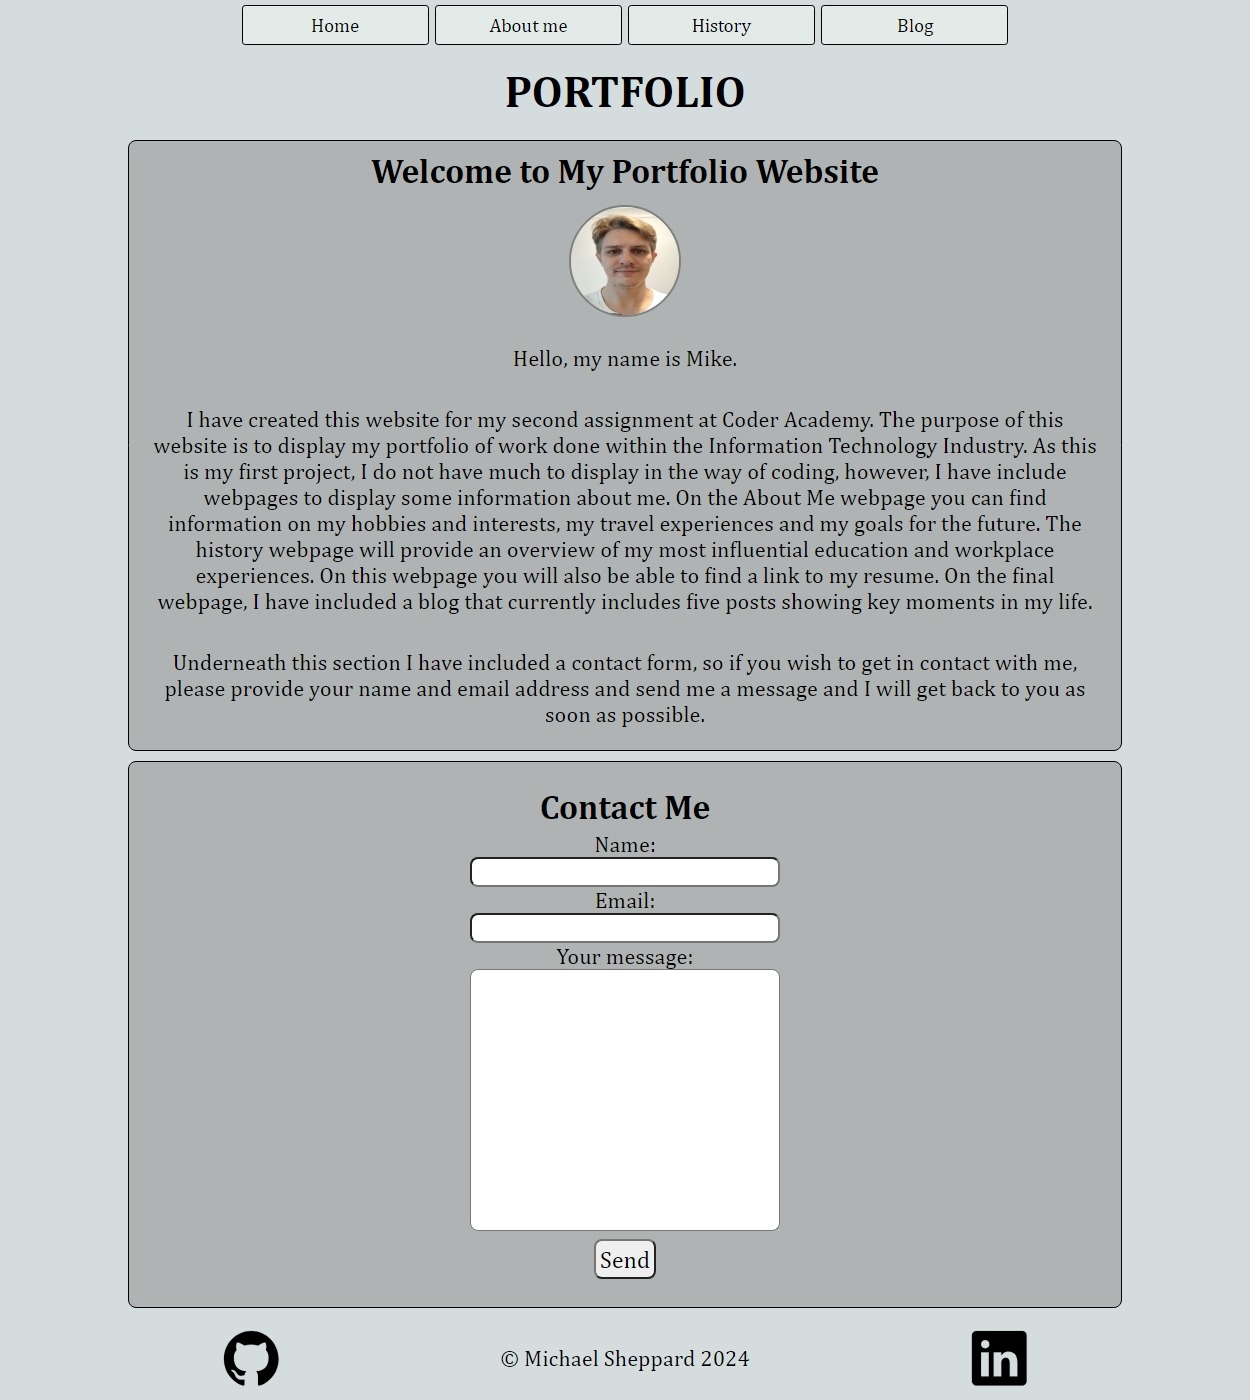 Home
About me
History
Blog
PORTFOLIO
Welcome to My Portfolio Website
Hello, my name is Mike.
I have created this website for my second assignment at Coder Academy. The purpose of this
website is to display my portfolio of work done within the Information Technology Industry. As this
is my first project, I do not have much to display in the way of coding, however, I have include
webpages to display some information about me. On the About Me webpage you can find
information on my hobbies and interests, my travel experiences and my goals for the future. The
history webpage will provide an overview of my most influential education and workplace
experiences. On this webpage you will also be able to find a link to my resume. On the final
webpage, I have included a blog that currently includes five posts showing key moments in my life.
Underneath this section I have included a contact form, so if you wish to get in contact with me,
please provide your name and email address and send me a message and I will get back to you as
soon as possible.
Contact Me
Name:
Email:
Your message:
Send
© Michael Sheppard 2024
in